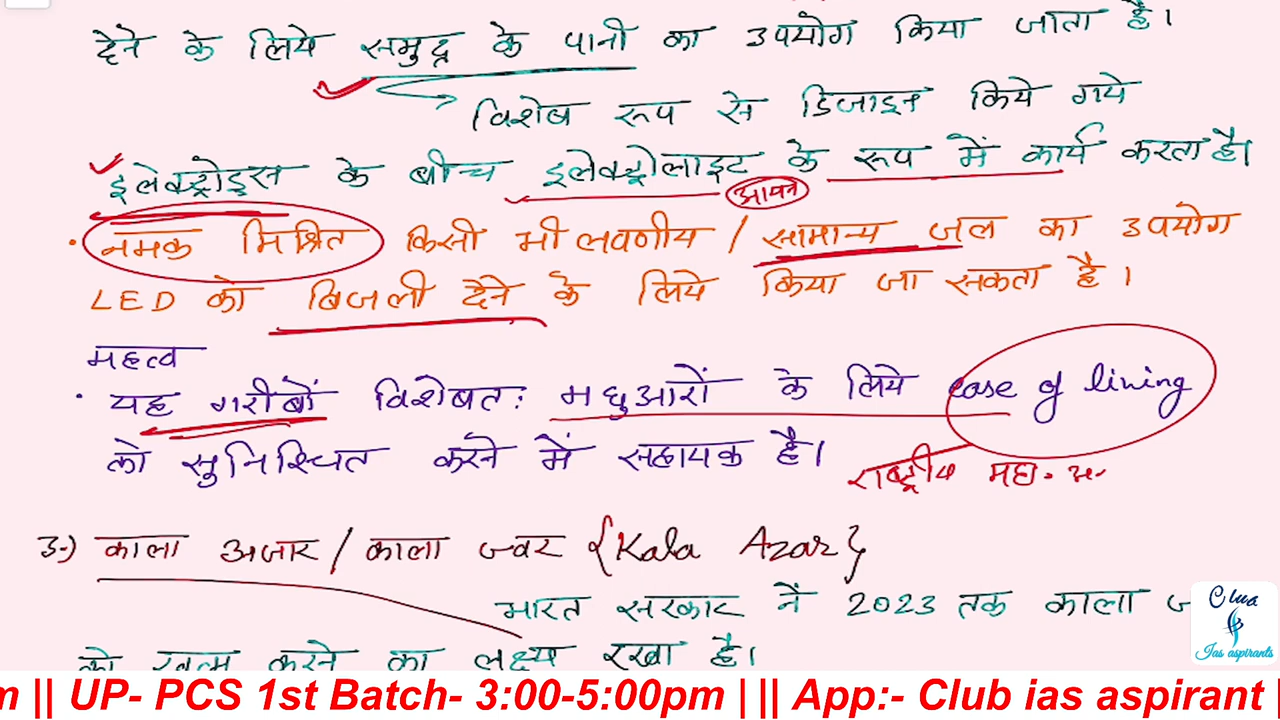 देने के लिये समुद्र के पानी का उपयोग किया जाता है।
विशेष रूप से डिजाइन किये गये
इलेक्ट्रोड्स के बीच इलेक्ट्रोलाइट के रूप में कार्य करता है।
• नमक मिश्रित किसी भी लवणीय / सामान्य जल का उपयोग
LED को बिजली देने के लिये किया जा सकता है।
महत्व
• यह गरीबों विशेषतः मछुआरों के लिये ease of living
को सुनिश्चित करने में सहायक है।
राष्ट्रीय
3-) काला अजार / काला ज्वर {Kala Azar}
भारत सरकार ने 2023 तक काला ज
को खत्म करने का लक्ष्य रखा है।
Club
Ias aspirants
m || UP- PCS 1st Batch- 3:00-5:00pm | || App:- Club ias aspirant |